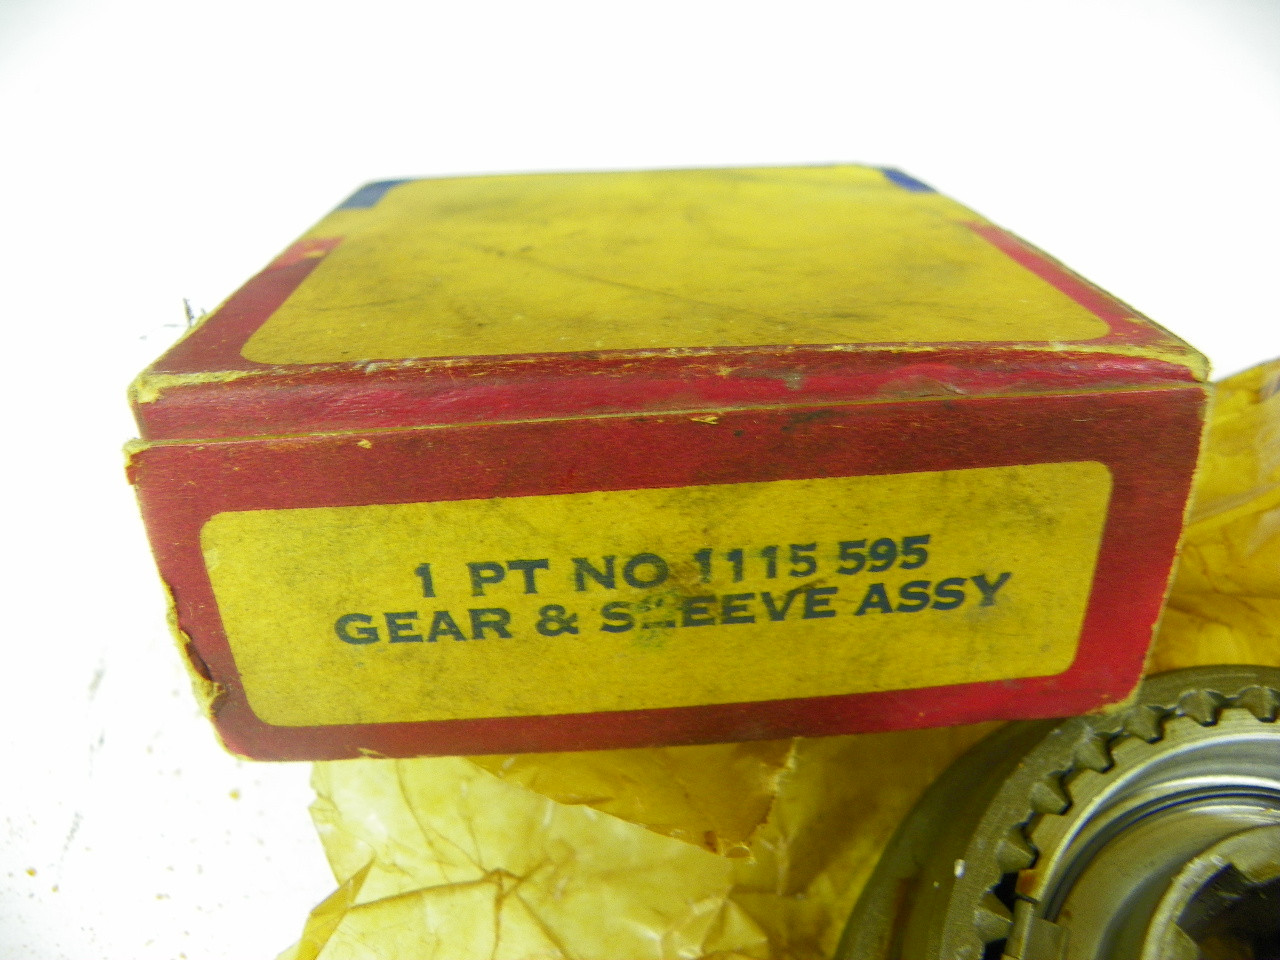 1 PT NO 1115 595
GEAR & SLEEVE ASSY